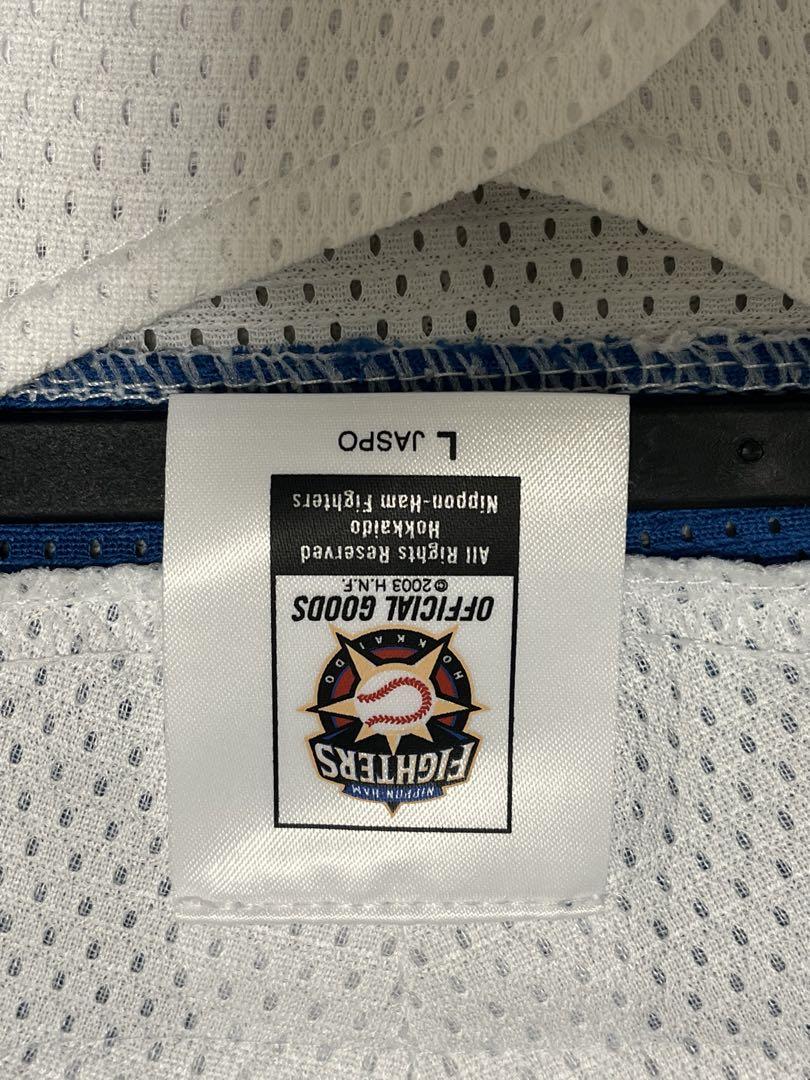 NIPPON-HAM
FIGHTERS
HOKKAIDO
OFFICIAL GOODS
© 2003 H.N.F.
All Rights Reserved
Hokkaido
Nippon-Ham Fighters
L JASPO